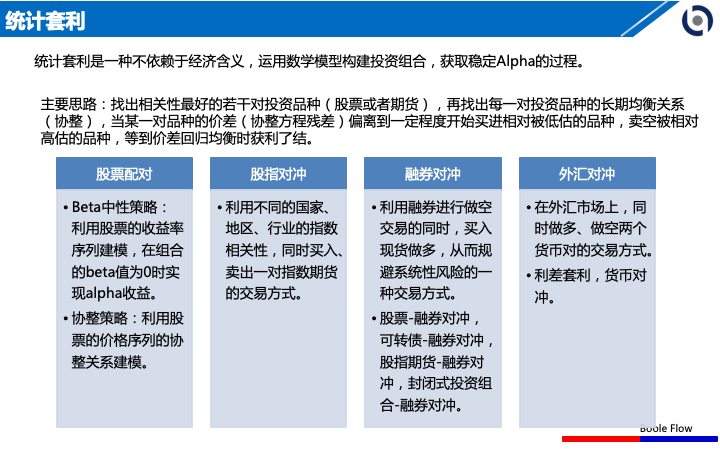 统计套利
统计套利是一种不依赖于经济含义，运用数学模型构建投资组合，获取稳定Alpha的过程。
主要思路：找出相关性最好的若干对投资品种（股票或者期货），再找出每一对投资品种的长期均衡关系
（协整），当某一对品种的价差（协整方程残差）偏离到一定程度开始买进相对被低估的品种，卖空被相对
高估的品种，等到价差回归均衡时获利了结。
股票配对
• Beta中性策略：
利用股票的收益率
序列建模，在组合
的beta值为0时实
现alpha收益。
• 协整策略：利用股
票的价格序列的协
整关系建模。
股指对冲
• 利用不同的国家、
地区、行业的指数
相关性，同时买入、
卖出一对指数期货
的交易方式。
融券对冲
• 利用融券进行做空
交易的同时，买入
现货做多，从而规
避系统性风险的一
种交易方式。
• 股票-融券对冲，
可转债-融券对冲，
股指期货-融券对
冲，封闭式投资组
合-融券对冲。
外汇对冲
• 在外汇市场上，同
时做多、做空两个
货币对的交易方式。
• 利差套利，货币对
冲。
Boole Flow